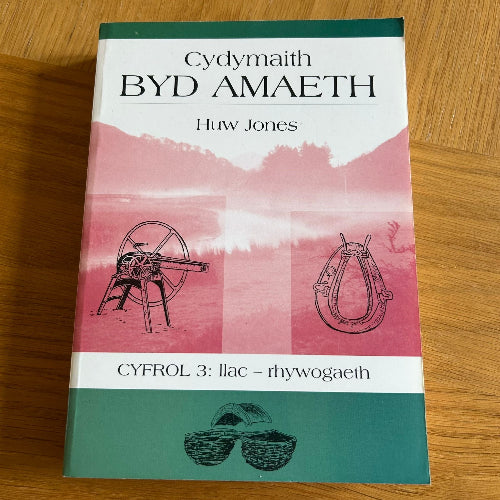 Cydymaith
BYD AMAETH
Huw Jones
CYFROL 3: llac – rhywogaeth